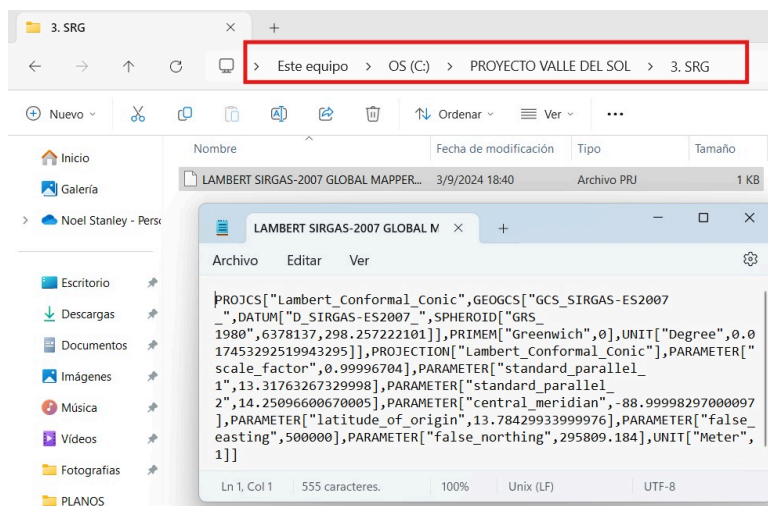 3. SRG
Este equipo > OS (C:) > PROYECTO VALLE DEL SOL > 3. SRG
Nuevo
Ordenar
Ver
Inicio
Galería
Noel Stanley - Perso
Escritorio
Descargas
Documentos
Imágenes
Música
Vídeos
Fotografias
PLANOS
Nombre Fecha de modificación Tipo Tamaño
LAMBERT SIRGAS-2007 GLOBAL MAPPER... 3/9/2024 18:40 Archivo PRJ 1 KB
LAMBERT SIRGAS-2007 GLOBAL M
Archivo Editar Ver
PROJCS["Lambert_Conformal_Conic",GEOGCS["GCS_SIRGAS-ES2007
_",DATUM["D_SIRGAS-ES2007_",SPHEROID["GRS_
1980",6378137,298.257222101]],PRIMEM["Greenwich",0],UNIT["Degree",0.0
17453292519943295]],PROJECTION["Lambert_Conformal_Conic"],PARAMETER["
scale_factor",0.99996704],PARAMETER["standard_parallel_
1",13.31763267329998],PARAMETER["standard_parallel_
2",14.25096600670005],PARAMETER["central_meridian",-88.99998297000097
],PARAMETER["latitude_of_origin",13.78429933999976],PARAMETER["false_
easting",500000],PARAMETER["false_northing",295809.184],UNIT["Meter",
1]]
Ln 1, Col 1 555 caracteres. 100% Unix (LF) UTF-8